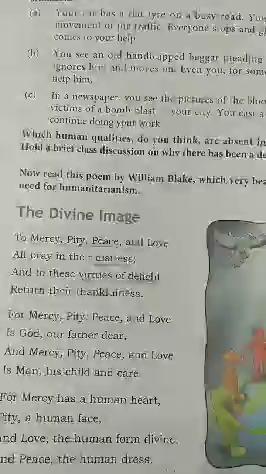 (a) Your car has a flat tyre on a busy road. You
movement of the traffic. Everyone stops and
comes to your help
(b) You see an old handicapped beggar pleading
ignores him and moves on. Even you, for som
help him.
(c) In a newspaper you see the pictures of the bloo
victims of a bomb blast your city. You cast a
continue doing your work
Which human qualities, do you think, are absent in
Hold a brief class discussion on why there has been a de
Now read this poem by William Blake, which very bea
need for humanitarianism.
The Divine Image
To Mercy, Pity, Peace, and Love
All pray in their distress;
And to these virtues of delight
Return their thankfulness.
For Mercy, Pity, Peace, and Love
Is God, our father dear,
And Mercy, Pity, Peace, and Love
Is Man, his child and care.
For Mercy has a human heart,
Pity, a human face,
And Love, the human form divine,
And Peace, the human dress.